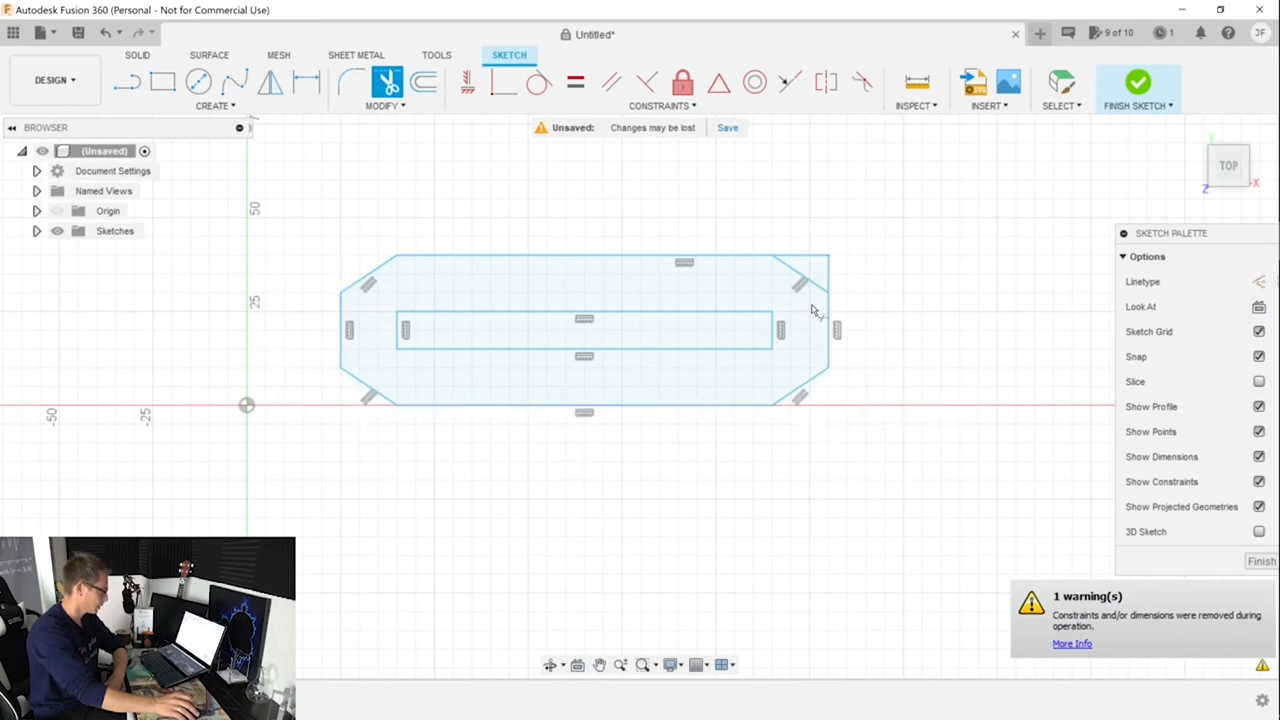 Autodesk Fusion 360 (Personal - Not for Commercial Use)
Untitled*
9 of 10
1
JF
DESIGN
SOLID
SURFACE
MESH
SHEET METAL
TOOLS
SKETCH
CREATE
MODIFY
CONSTRAINTS
INSPECT
INSERT
SELECT
FINISH SKETCH
BROWSER
Unsaved: Changes may be lost
Save
(Unsaved)
Document Settings
Named Views
Origin
Sketches
50
25
-50
-25
TOP
Y
X
Z
SKETCH PALETTE
Options
Linetype
Look At
Sketch Grid
Snap
Slice
Show Profile
Show Points
Show Dimensions
Show Constraints
Show Projected Geometries
3D Sketch
Finish
1 warning(s)
Constraints and/or dimensions were removed during
operation.
More Info